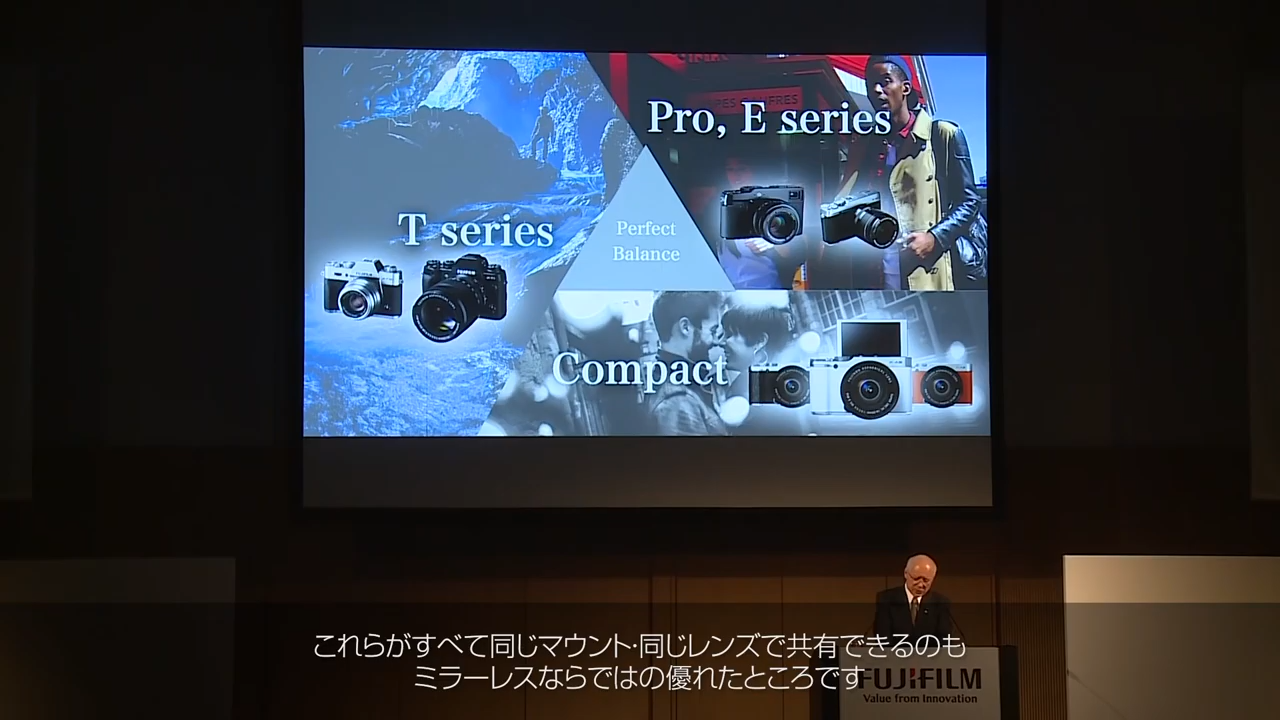 Pro, E series
T series
Perfect
Balance
Compact
これらがすべて同じマウント・同じレンズで共有できるのも
ミラーレスならではの優れたところです
FUJIFILM
Value from Innovation